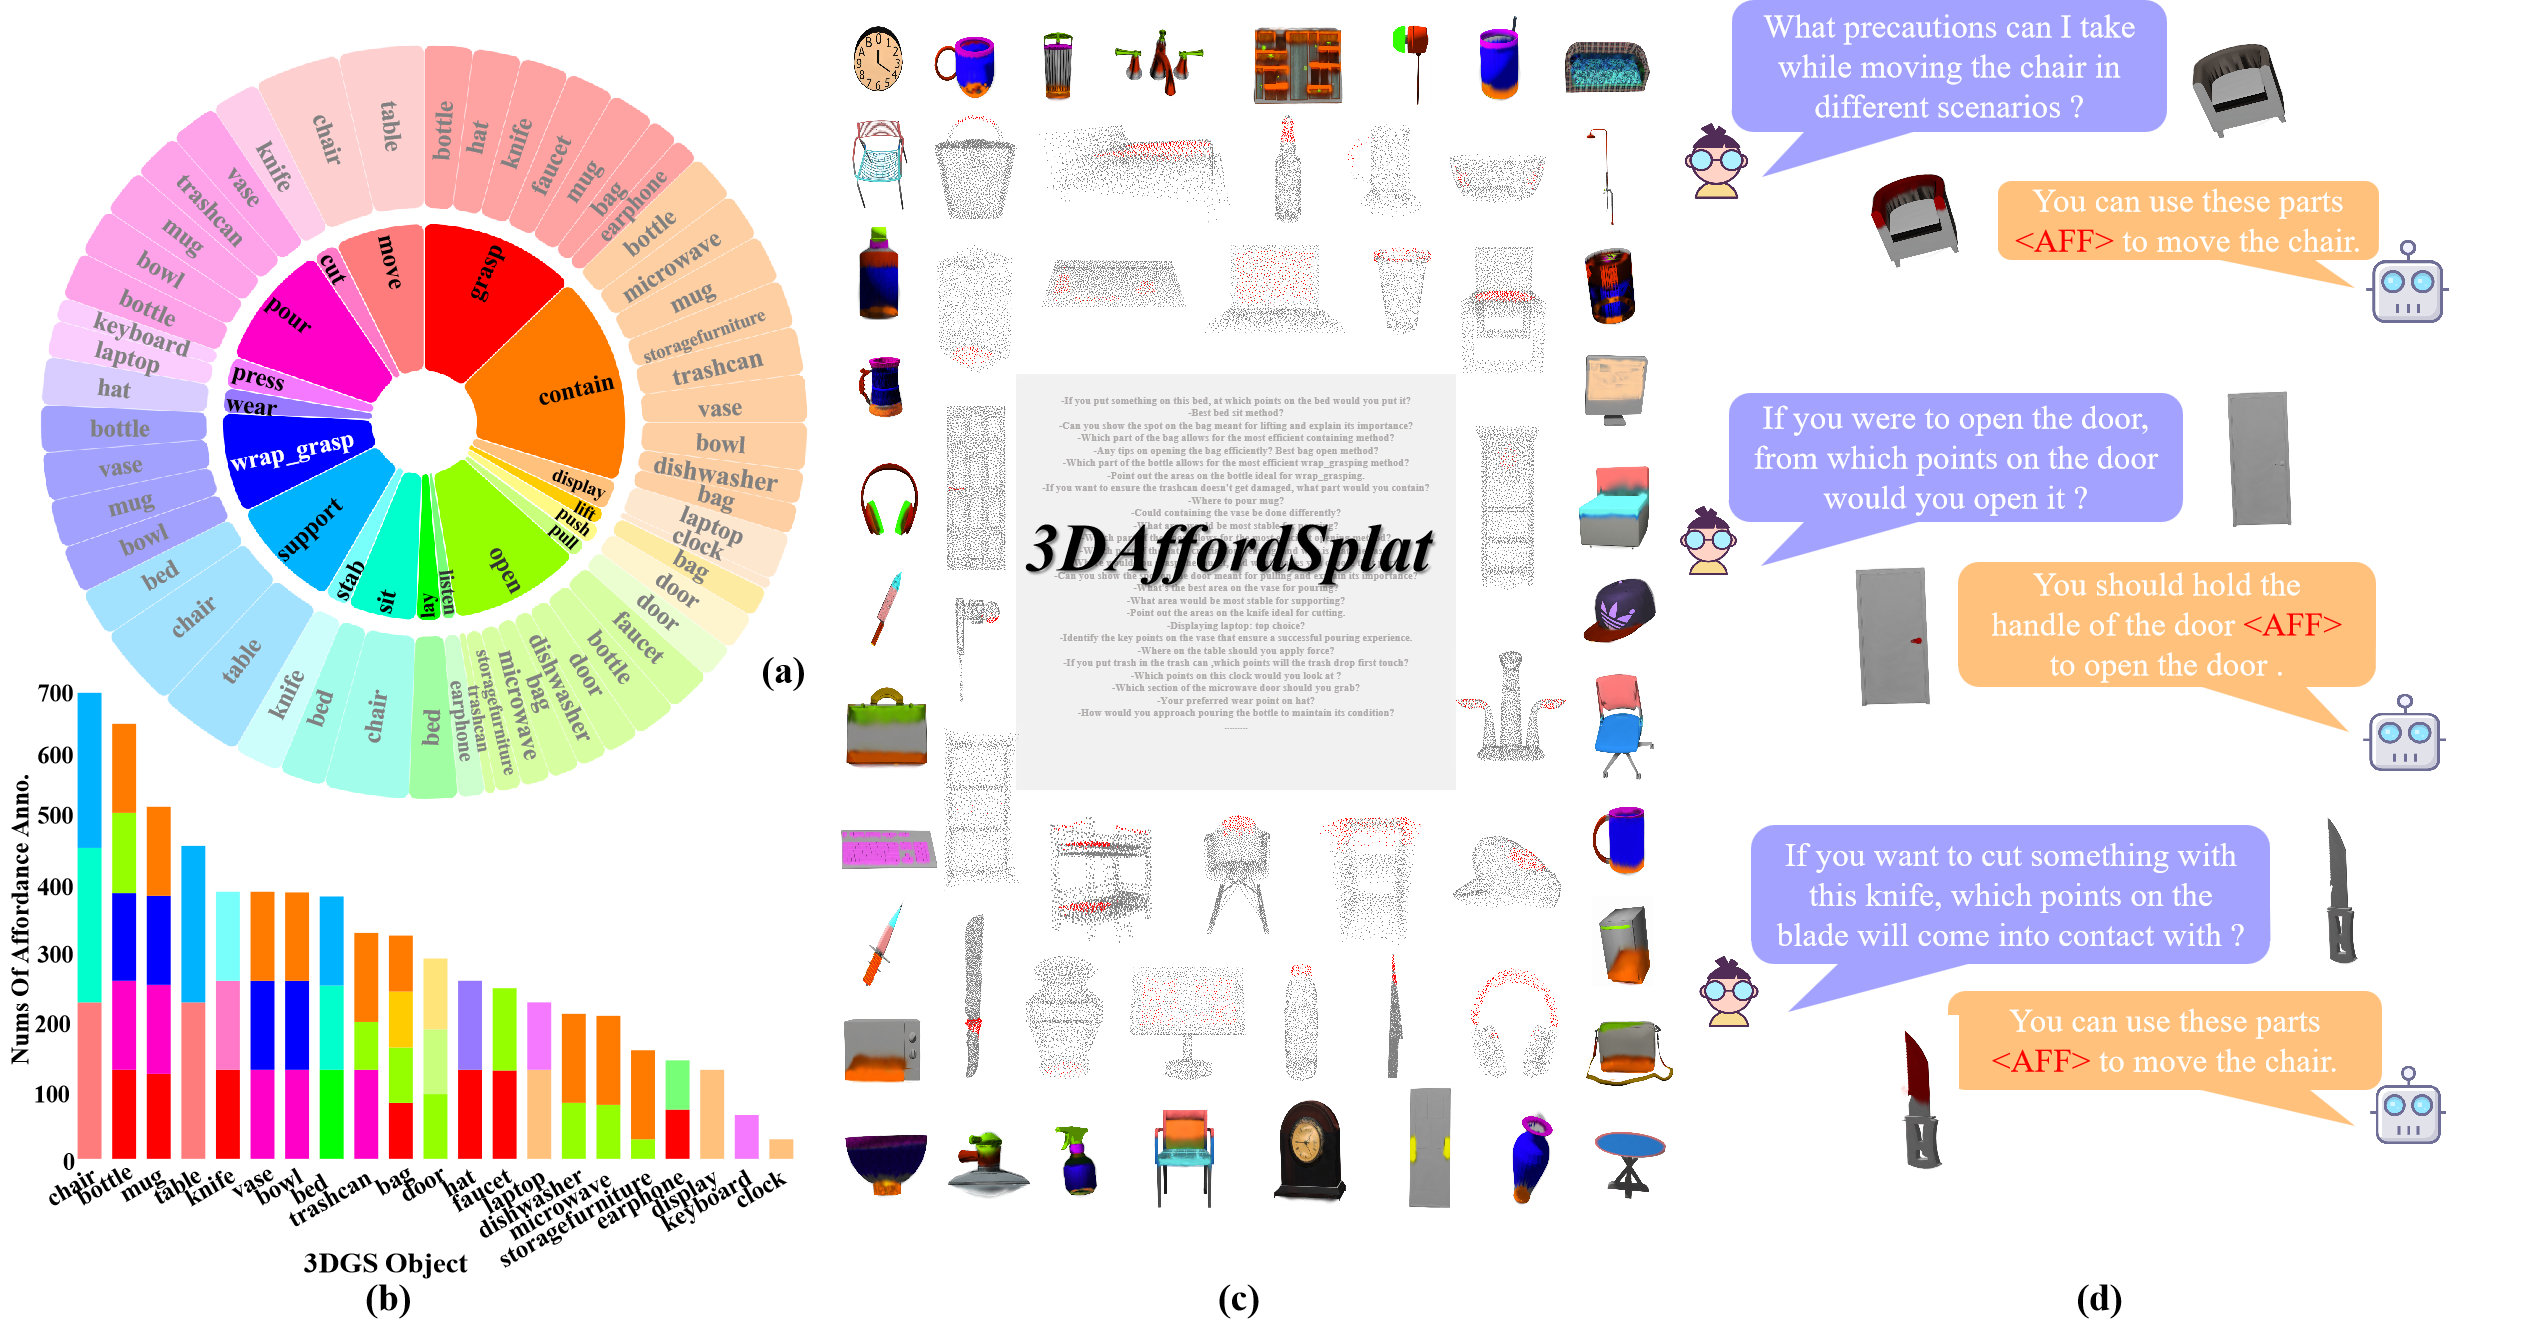 table
bottle
hat
knife
faucet
mug
bag
earphone
bottle
microwave
mug
storagefurniture
trashcan
vase
bowl
dishwasher
bag
laptop
clock
bag
door
door
faucet
bottle
door
dishwasher
bag
microwave
storagefurniture
trashcan
earphone
bed
chair
bed
knife
table
chair
bed
bowl
mug
vase
bottle
hat
laptop
keyboard
bottle
bowl
mug
trashcan
vase
knife
chair
move
grasp
contain
display
lift
push
pull
open
listen
lay
sit
stab
support
wrap_grasp
wear
press
pour
cut
(a)
Nums Of Affordance Anno.
700
600
500
400
300
200
100
0
chair
bottle
mug
table
knife
vase
bowl
bed
trashcan
bag
door
hat
faucet
laptop
dishwasher
microwave
storagefurniture
earphone
display
keyboard
clock
3DGS Object
(b)
-If you put something on this bed, at which points on the bed would you put it?
-Best bed sit method?
-Can you show the spot on the bag meant for lifting and explain its importance?
-Which part of the bag allows for the most efficient containing method?
-Any tips on opening the bag efficiently? Best bag open method?
-Which part of the bottle allows for the most efficient wrap_grasping method?
-Point out the areas on the bottle ideal for wrap_grasping.
-If you want to ensure the trashcan doesn't get damaged, what part would you contain?
-Where to pour mug?
-Could containing the vase be done differently?
3DAffordSplat
-Can you show the spot on the door meant for pulling and explain its importance?
-What's the best area on the vase for pouring?
-What area would be most stable for supporting?
-Point out the areas on the knife ideal for cutting.
-Displaying laptop: top choice?
-Identify the key points on the vase that ensure a successful pouring experience.
-Where on the table should you apply force?
-If you put trash in the trash can ,which points will the trash drop first touch?
-Which points on this clock would you look at ?
-Which section of the microwave door should you grab?
-Your preferred wear point on hat?
-How would you approach pouring the bottle to maintain its condition?
.........
(c)
What precautions can I take
while moving the chair in
different scenarios ?
You can use these parts
<AFF> to move the chair.
If you were to open the door,
from which points on the door
would you open it ?
You should hold the
handle of the door <AFF>
to open the door .
If you want to cut something with
this knife, which points on the
blade will come into contact with ?
You can use these parts
<AFF> to move the chair.
(d)